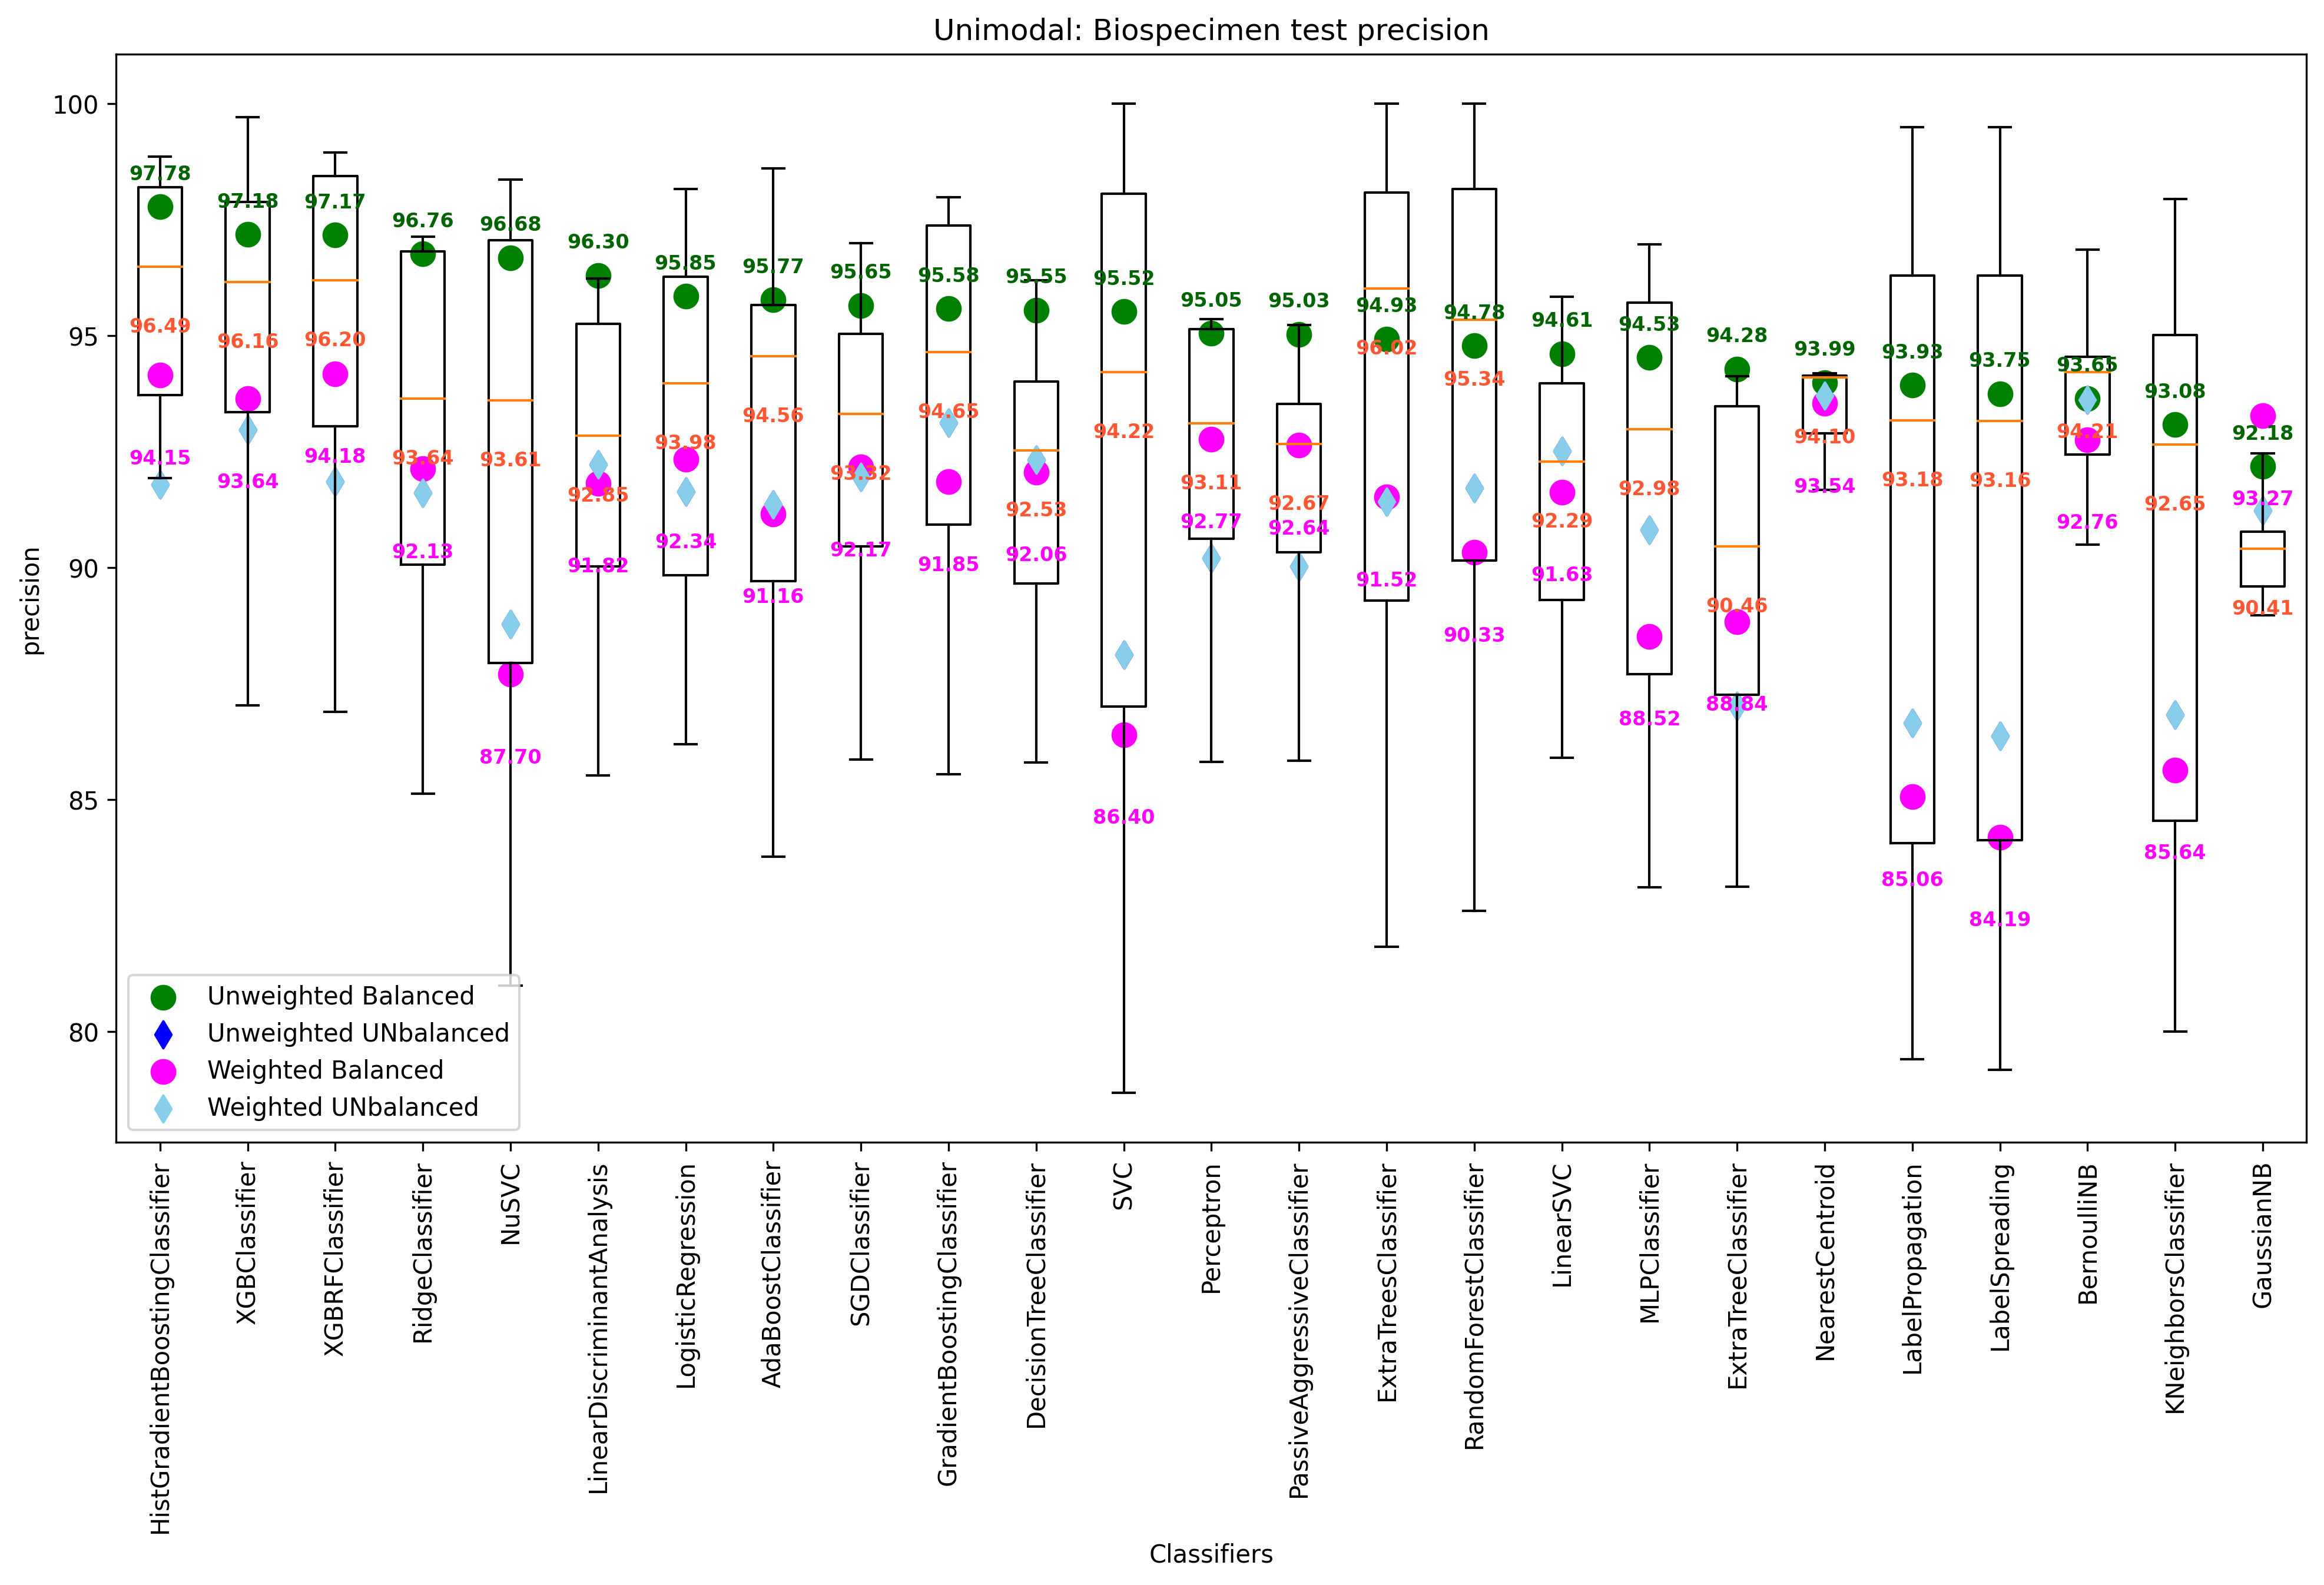 Unimodal: Biospecimen test precision
precision
100
95
90
85
80
97.78 97.18 97.17 96.76 96.68 96.30 95.85 95.77 95.65 95.58 95.55 95.52 95.05 95.03 94.93 94.78 94.61 94.53 94.28 93.99 93.93 93.75 93.65 93.08 92.18
96.49 96.16 96.20 93.64 93.61 92.85 93.98 94.56 93.32 94.65 92.53 94.22 93.11 92.67 96.02 95.34 92.29 92.98 90.46 94.10 93.18 93.16 94.21 92.65 90.41
94.15 93.64 94.18 92.13 87.70 91.82 92.34 91.16 92.17 91.85 92.06 86.40 92.77 92.64 91.52 90.33 91.63 88.52 88.84 93.54 85.06 84.19 92.76 85.64 93.27
Unweighted Balanced
Unweighted UNbalanced
Weighted Balanced
Weighted UNbalanced
HistGradientBoostingClassifier
XGBClassifier
XGBRFClassifier
RidgeClassifier
NuSVC
LinearDiscriminantAnalysis
LogisticRegression
AdaBoostClassifier
SGDClassifier
GradientBoostingClassifier
DecisionTreeClassifier
SVC
Perceptron
PassiveAggressiveClassifier
ExtraTreesClassifier
RandomForestClassifier
LinearSVC
MLPClassifier
ExtraTreeClassifier
NearestCentroid
LabelPropagation
LabelSpreading
BernoulliNB
KNeighborsClassifier
GaussianNB
Classifiers